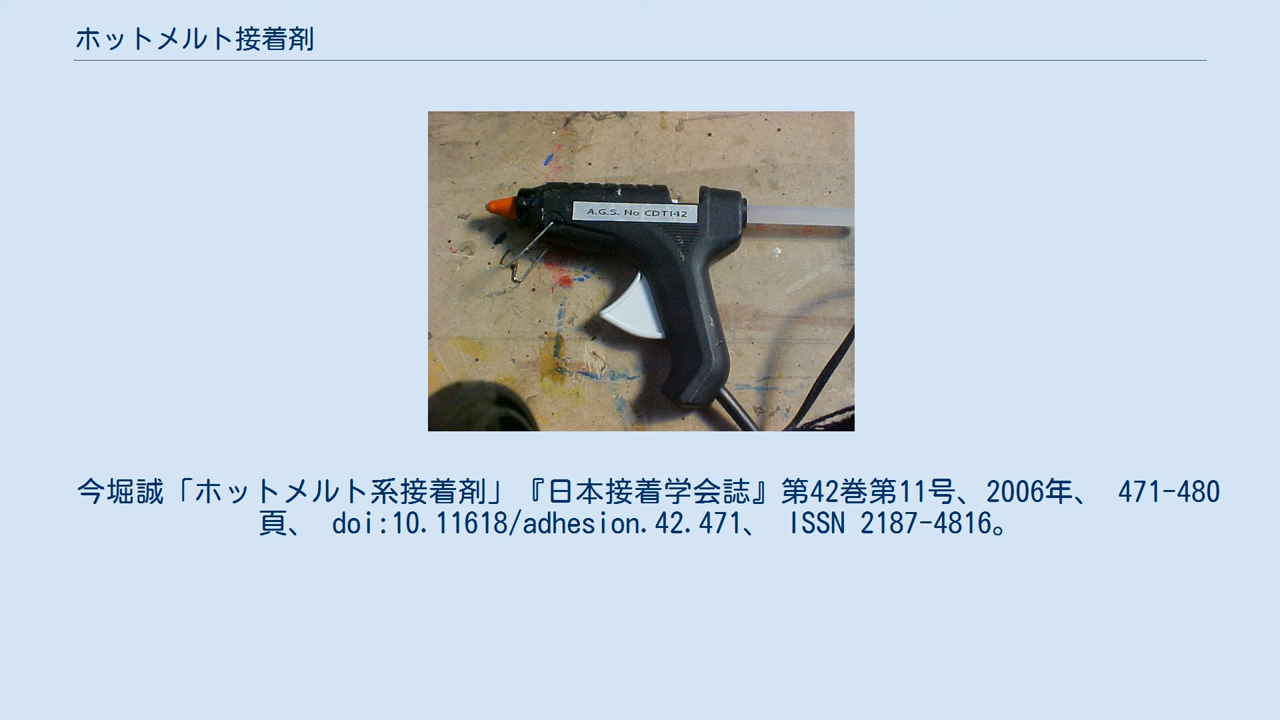 ホットメルト接着剤
A.G.S. No CDT142
今堀誠「ホットメルト系接着剤」『日本接着学会誌』第42巻第11号、2006年、 471-480
頁、 doi:10.11618/adhesion.42.471、 ISSN 2187-4816。